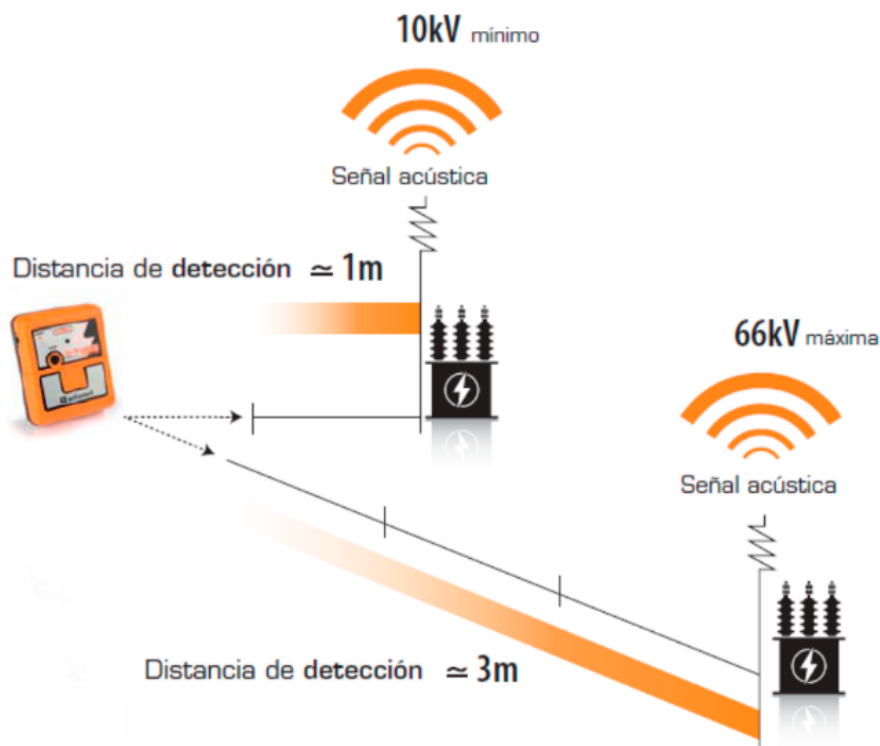 10kV mínimo
Señal acústica
Distancia de detección ≃ 1m
66kV máxima
Señal acústica
Distancia de detección ≃ 3m